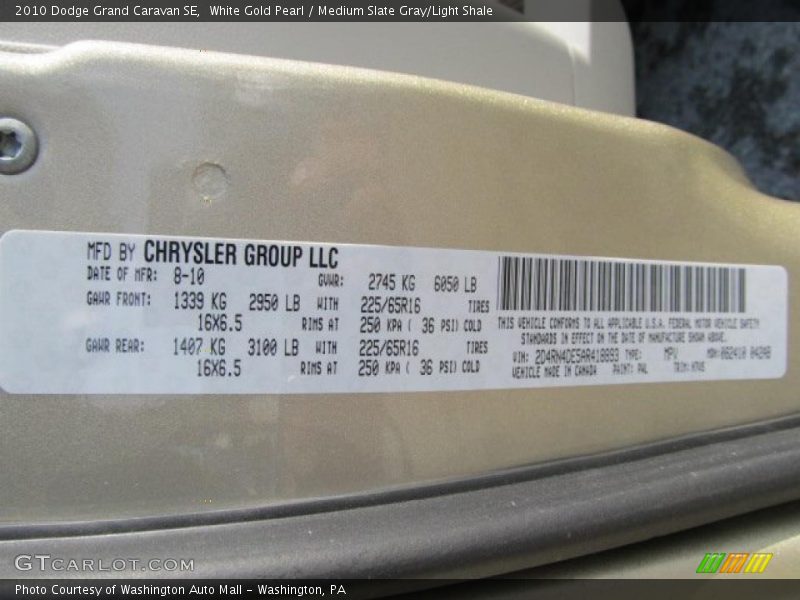 2010 Dodge Grand Caravan SE, White Gold Pearl / Medium Slate Gray/Light Shale
MFD BY CHRYSLER GROUP LLC
DATE OF MFR: 8-10 GVWR: 2745 KG 6050 LB
GAWR FRONT: 1339 KG 2950 LB WITH 225/65R16 TIRES
16X6.5 RIMS AT 250 KPA ( 36 PSI) COLD
GAWR REAR: 1407 KG 3100 LB WITH 225/65R16 TIRES
16X6.5 RIMS AT 250 KPA ( 36 PSI) COLD
THIS VEHICLE CONFORMS TO ALL APPLICABLE U.S.A. FEDERAL MOTOR VEHICLE SAFETY
STANDARDS IN EFFECT ON THE DATE OF MANUFACTURE SHOWN ABOVE.
VIN: TYPE: MPV MDH:
VEHICLE MADE IN CANADA PAINT: PAL TRIM:
GTCARLOT.COM
Photo Courtesy of Washington Auto Mall - Washington, PA